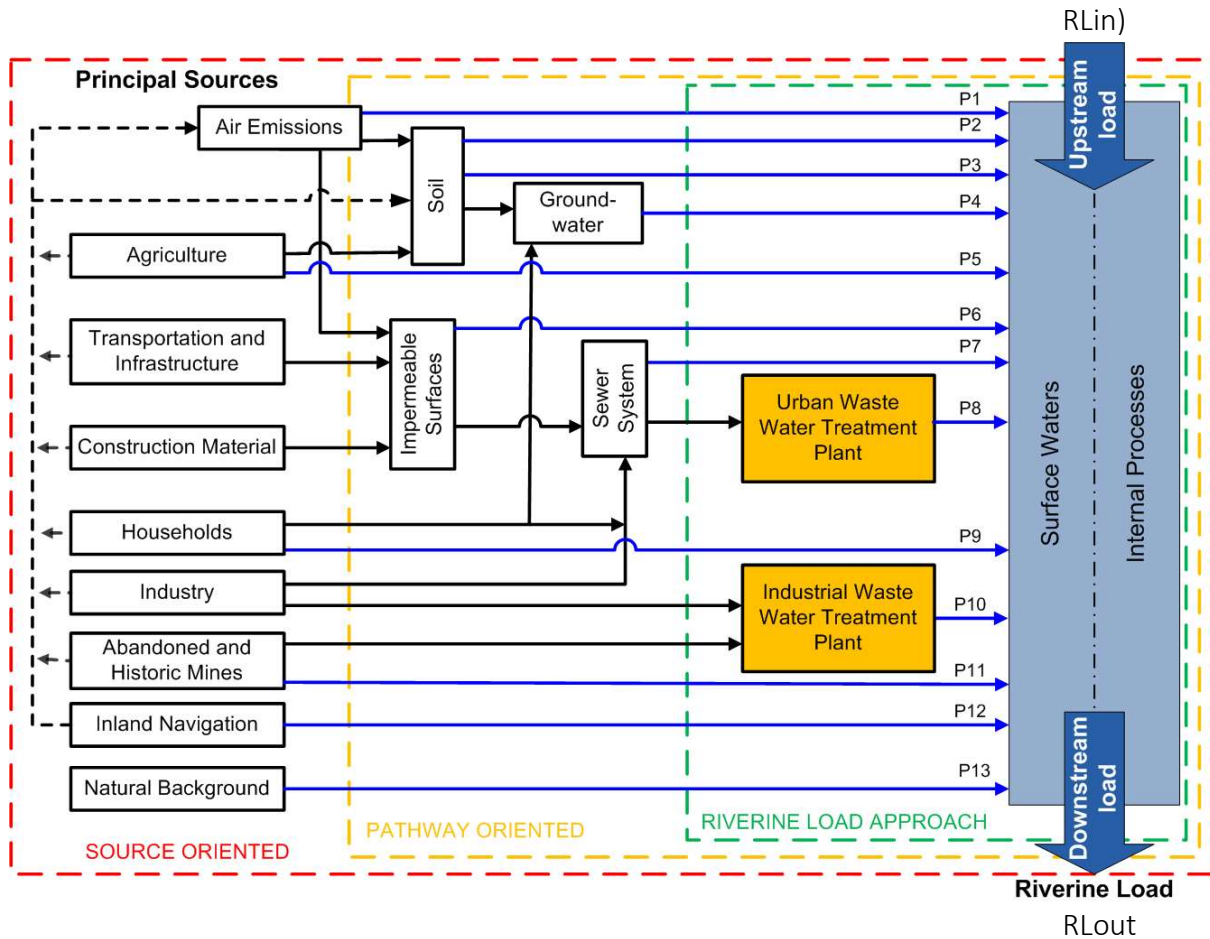 RLin)
Upstream
load
Principal Sources
Air Emissions
Soil
Ground-
water
Agriculture
Transportation and
Infrastructure
Impermeable
Surfaces
Sewer
System
Construction Material
Urban Waste
Water Treatment
Plant
Households
Industry
Industrial Waste
Water Treatment
Plant
Abandoned and
Historic Mines
Inland Navigation
Natural Background
P1
P2
P3
P4
P5
P6
P7
P8
P9
P10
P11
P12
P13
Surface Waters
Internal Processes
Downstream
load
SOURCE ORIENTED
PATHWAY ORIENTED
RIVERINE LOAD APPROACH
Riverine Load
RLout